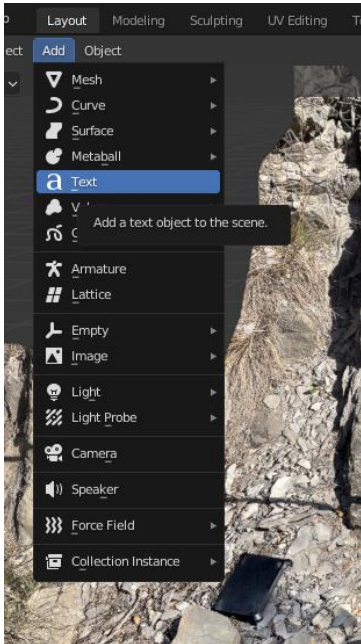 Layout Modeling Sculpting UV Editing
Add Object
Mesh
Curve
Surface
Metaball
Text
Add a text object to the scene.
Armature
Lattice
Empty
Image
Light
Light Probe
Camera
Speaker
Force Field
Collection Instance